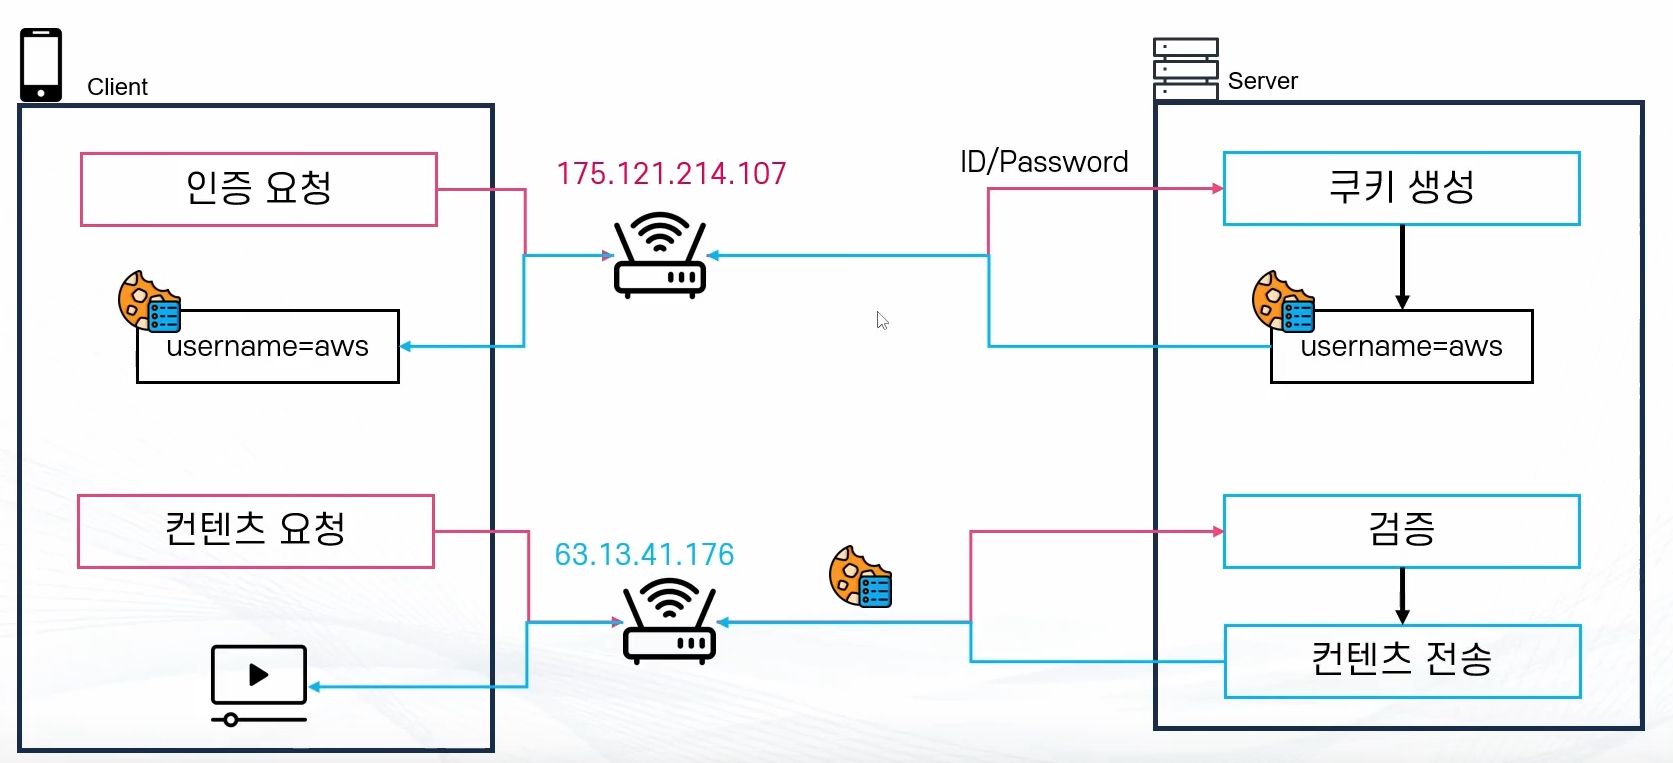 Client
Server
인증 요청
175.121.214.107
ID/Password
쿠키 생성
username=aws
username=aws
컨텐츠 요청
63.13.41.176
검증
컨텐츠 전송